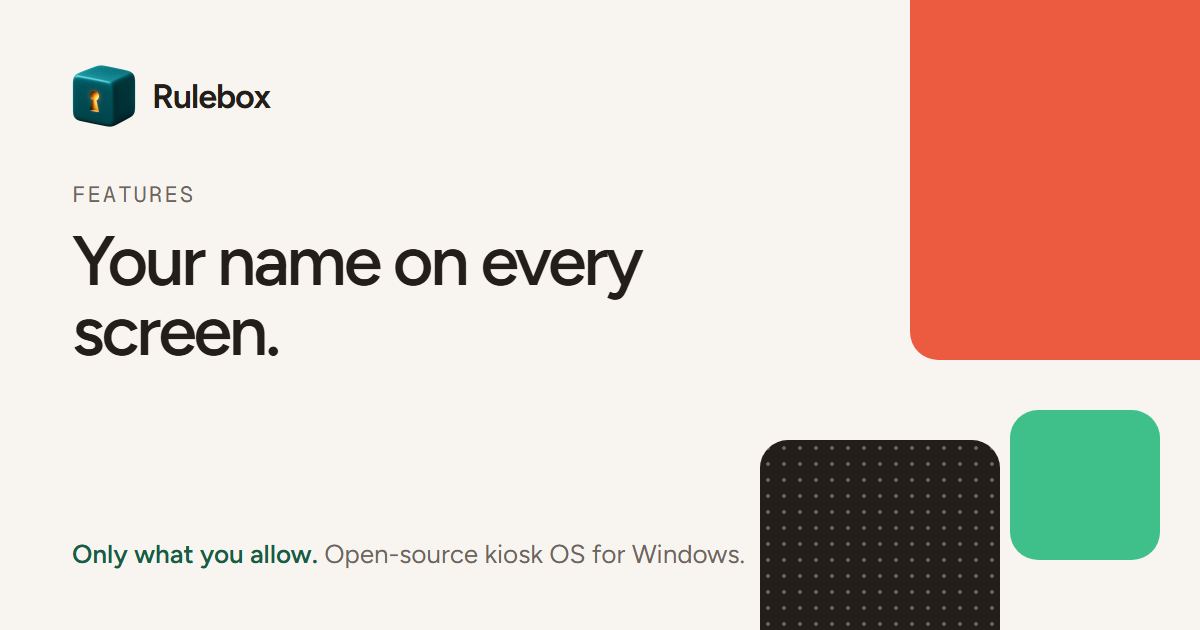 Rulebox
FEATURES
Your name on every
screen.
Only what you allow. Open-source kiosk OS for Windows.